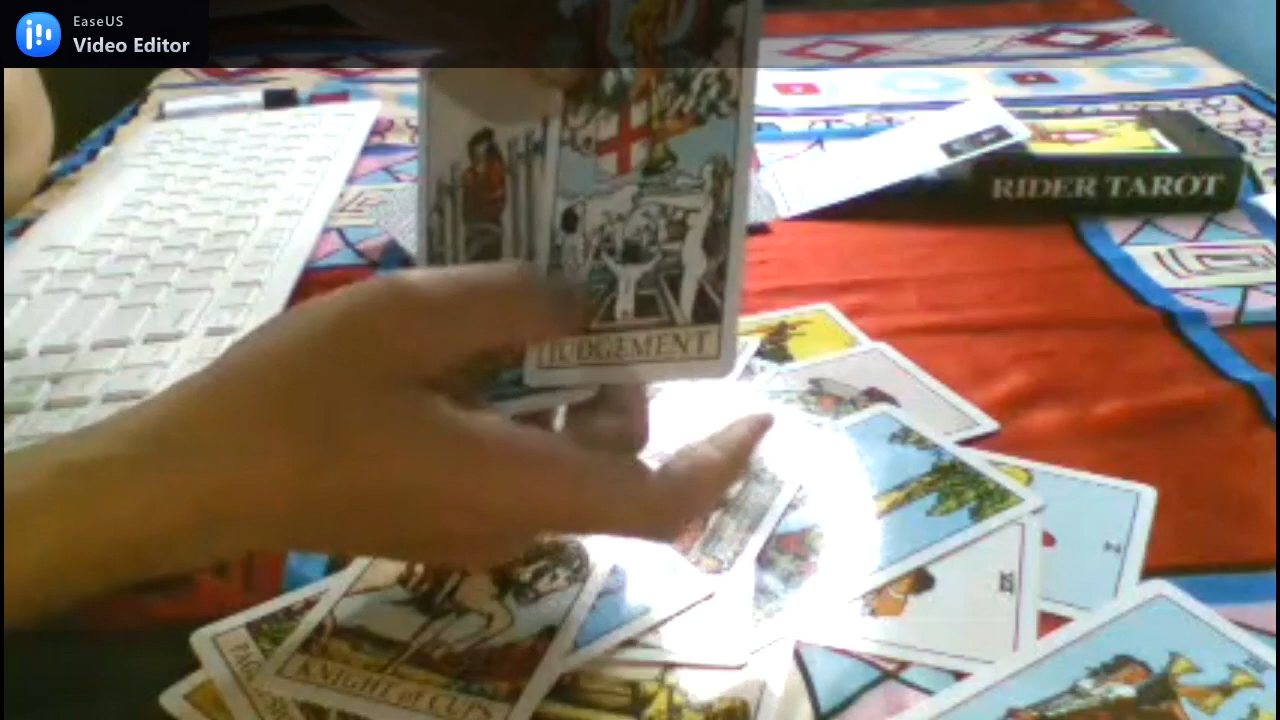 EaseUS
Video Editor
RIDER TAROT
JUDGEMENT
KNIGHT of CUPS